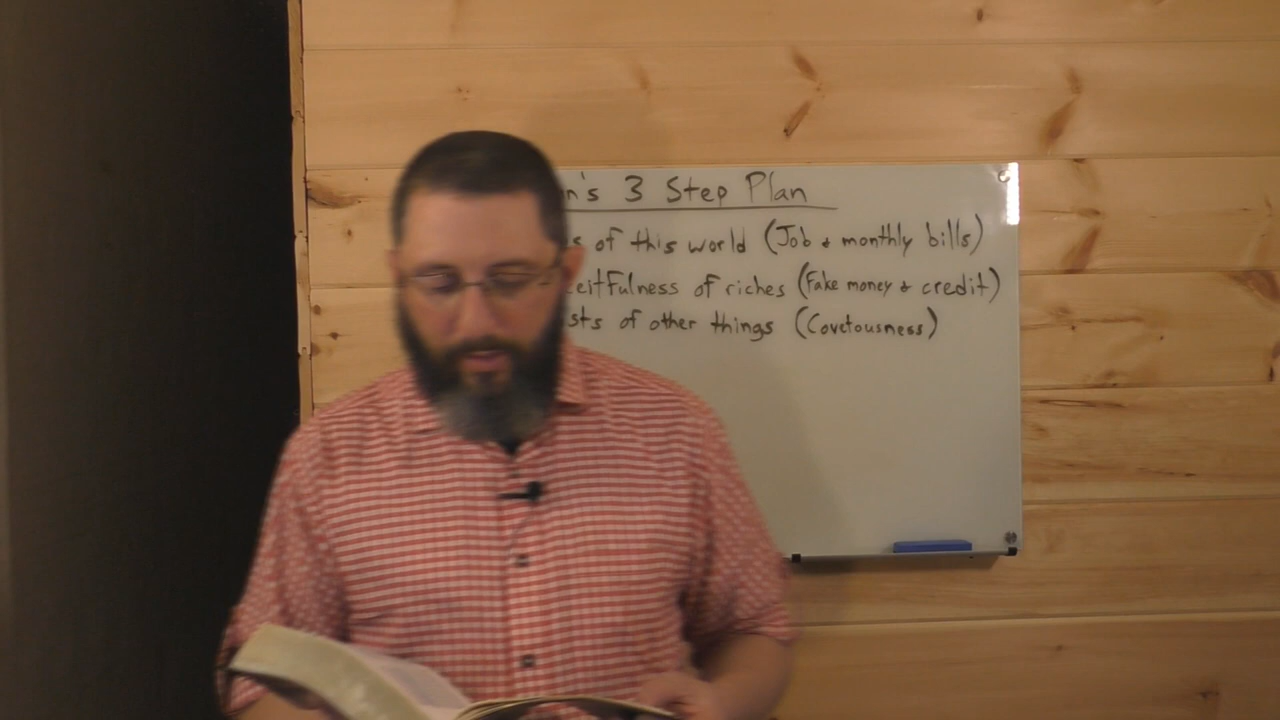 n's 3 Step Plan
s of this world (Job & monthly bills)
eitfulness of riches (Fake money & credit)
sts of other things (Covetousness)